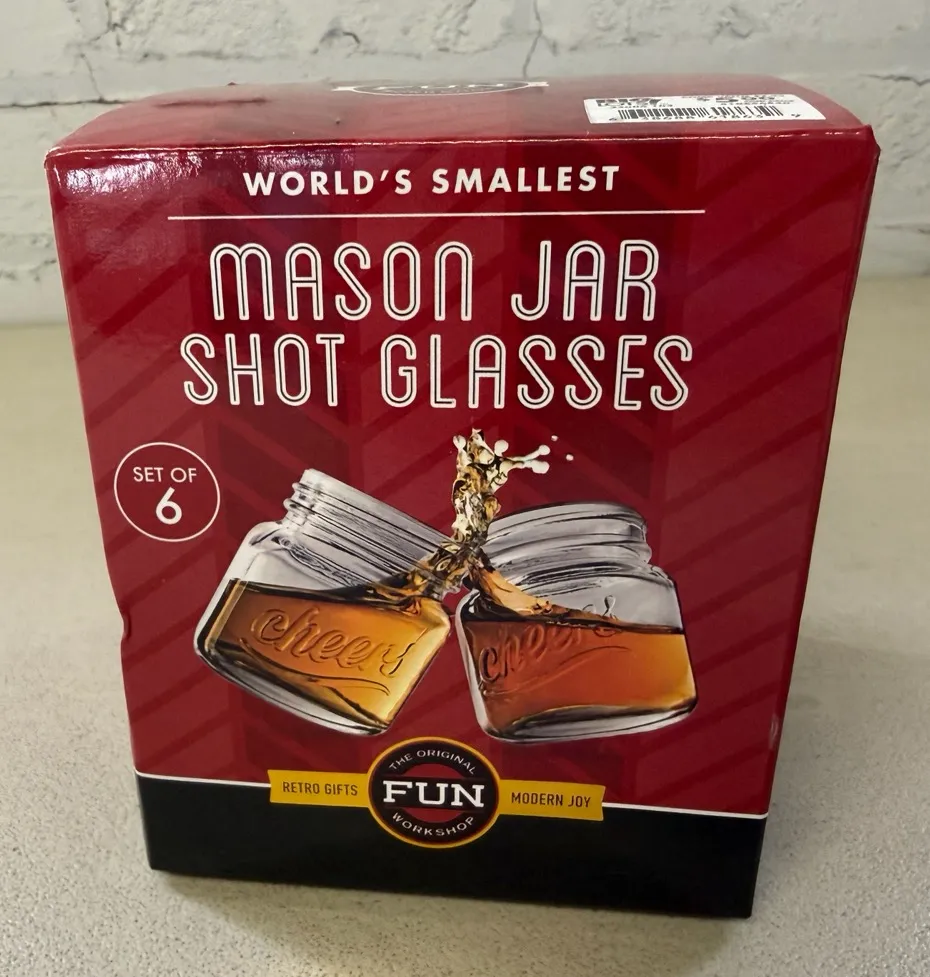 WORLD'S SMALLEST
MASON JAR
SHOT GLASSES
SET OF
6
cheers
cheers
THE ORIGINAL
RETRO GIFTS
FUN
MODERN JOY
WORKSHOP